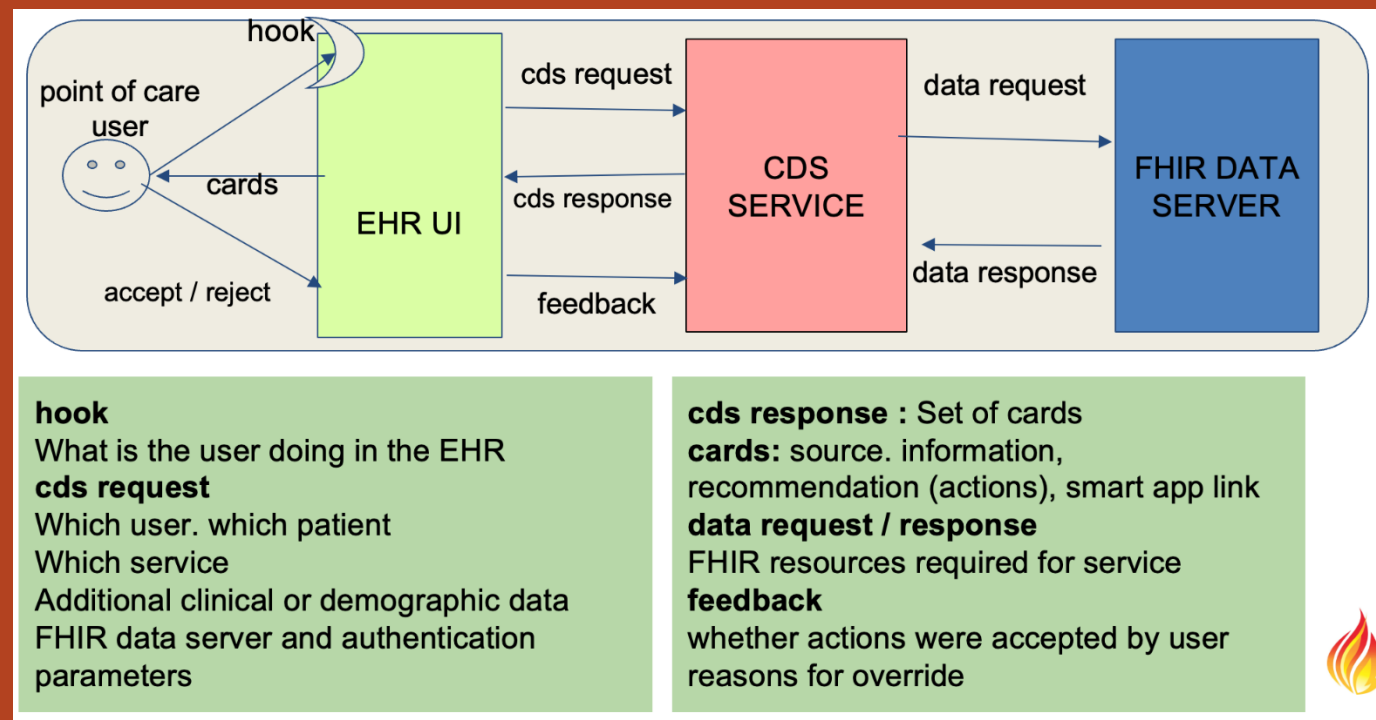 hook
point of care
user
cards
accept / reject
EHR UI
cds request
cds response
feedback
CDS
SERVICE
data request
data response
FHIR DATA
SERVER
hook
What is the user doing in the EHR
cds request
Which user. which patient
Which service
Additional clinical or demographic data
FHIR data server and authentication
parameters
cds response : Set of cards
cards: source. information,
recommendation (actions), smart app link
data request / response
FHIR resources required for service
feedback
whether actions were accepted by user
reasons for override